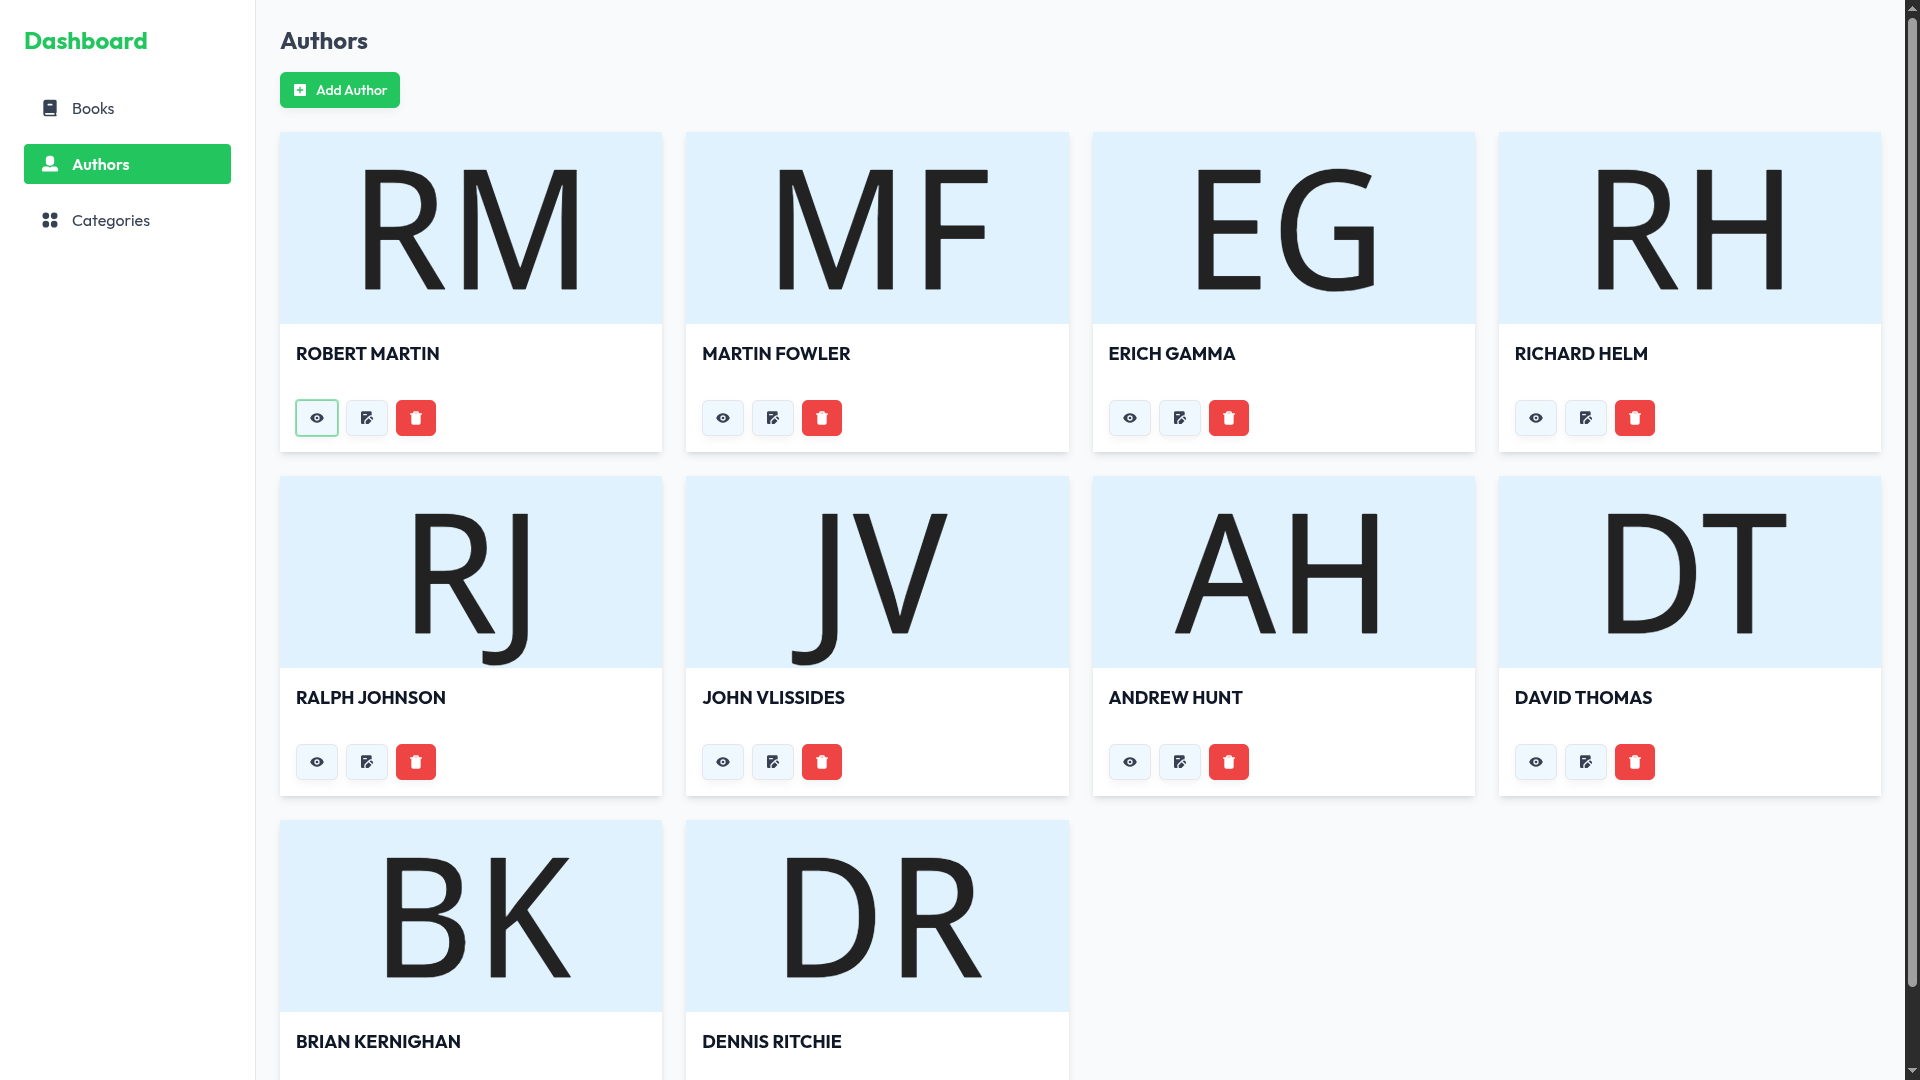 Dashboard
Books
Authors
Categories
Authors
Add Author
RM
ROBERT MARTIN
MF
MARTIN FOWLER
EG
ERICH GAMMA
RH
RICHARD HELM
RJ
RALPH JOHNSON
JV
JOHN VLISSIDES
AH
ANDREW HUNT
DT
DAVID THOMAS
BK
BRIAN KERNIGHAN
DR
DENNIS RITCHIE